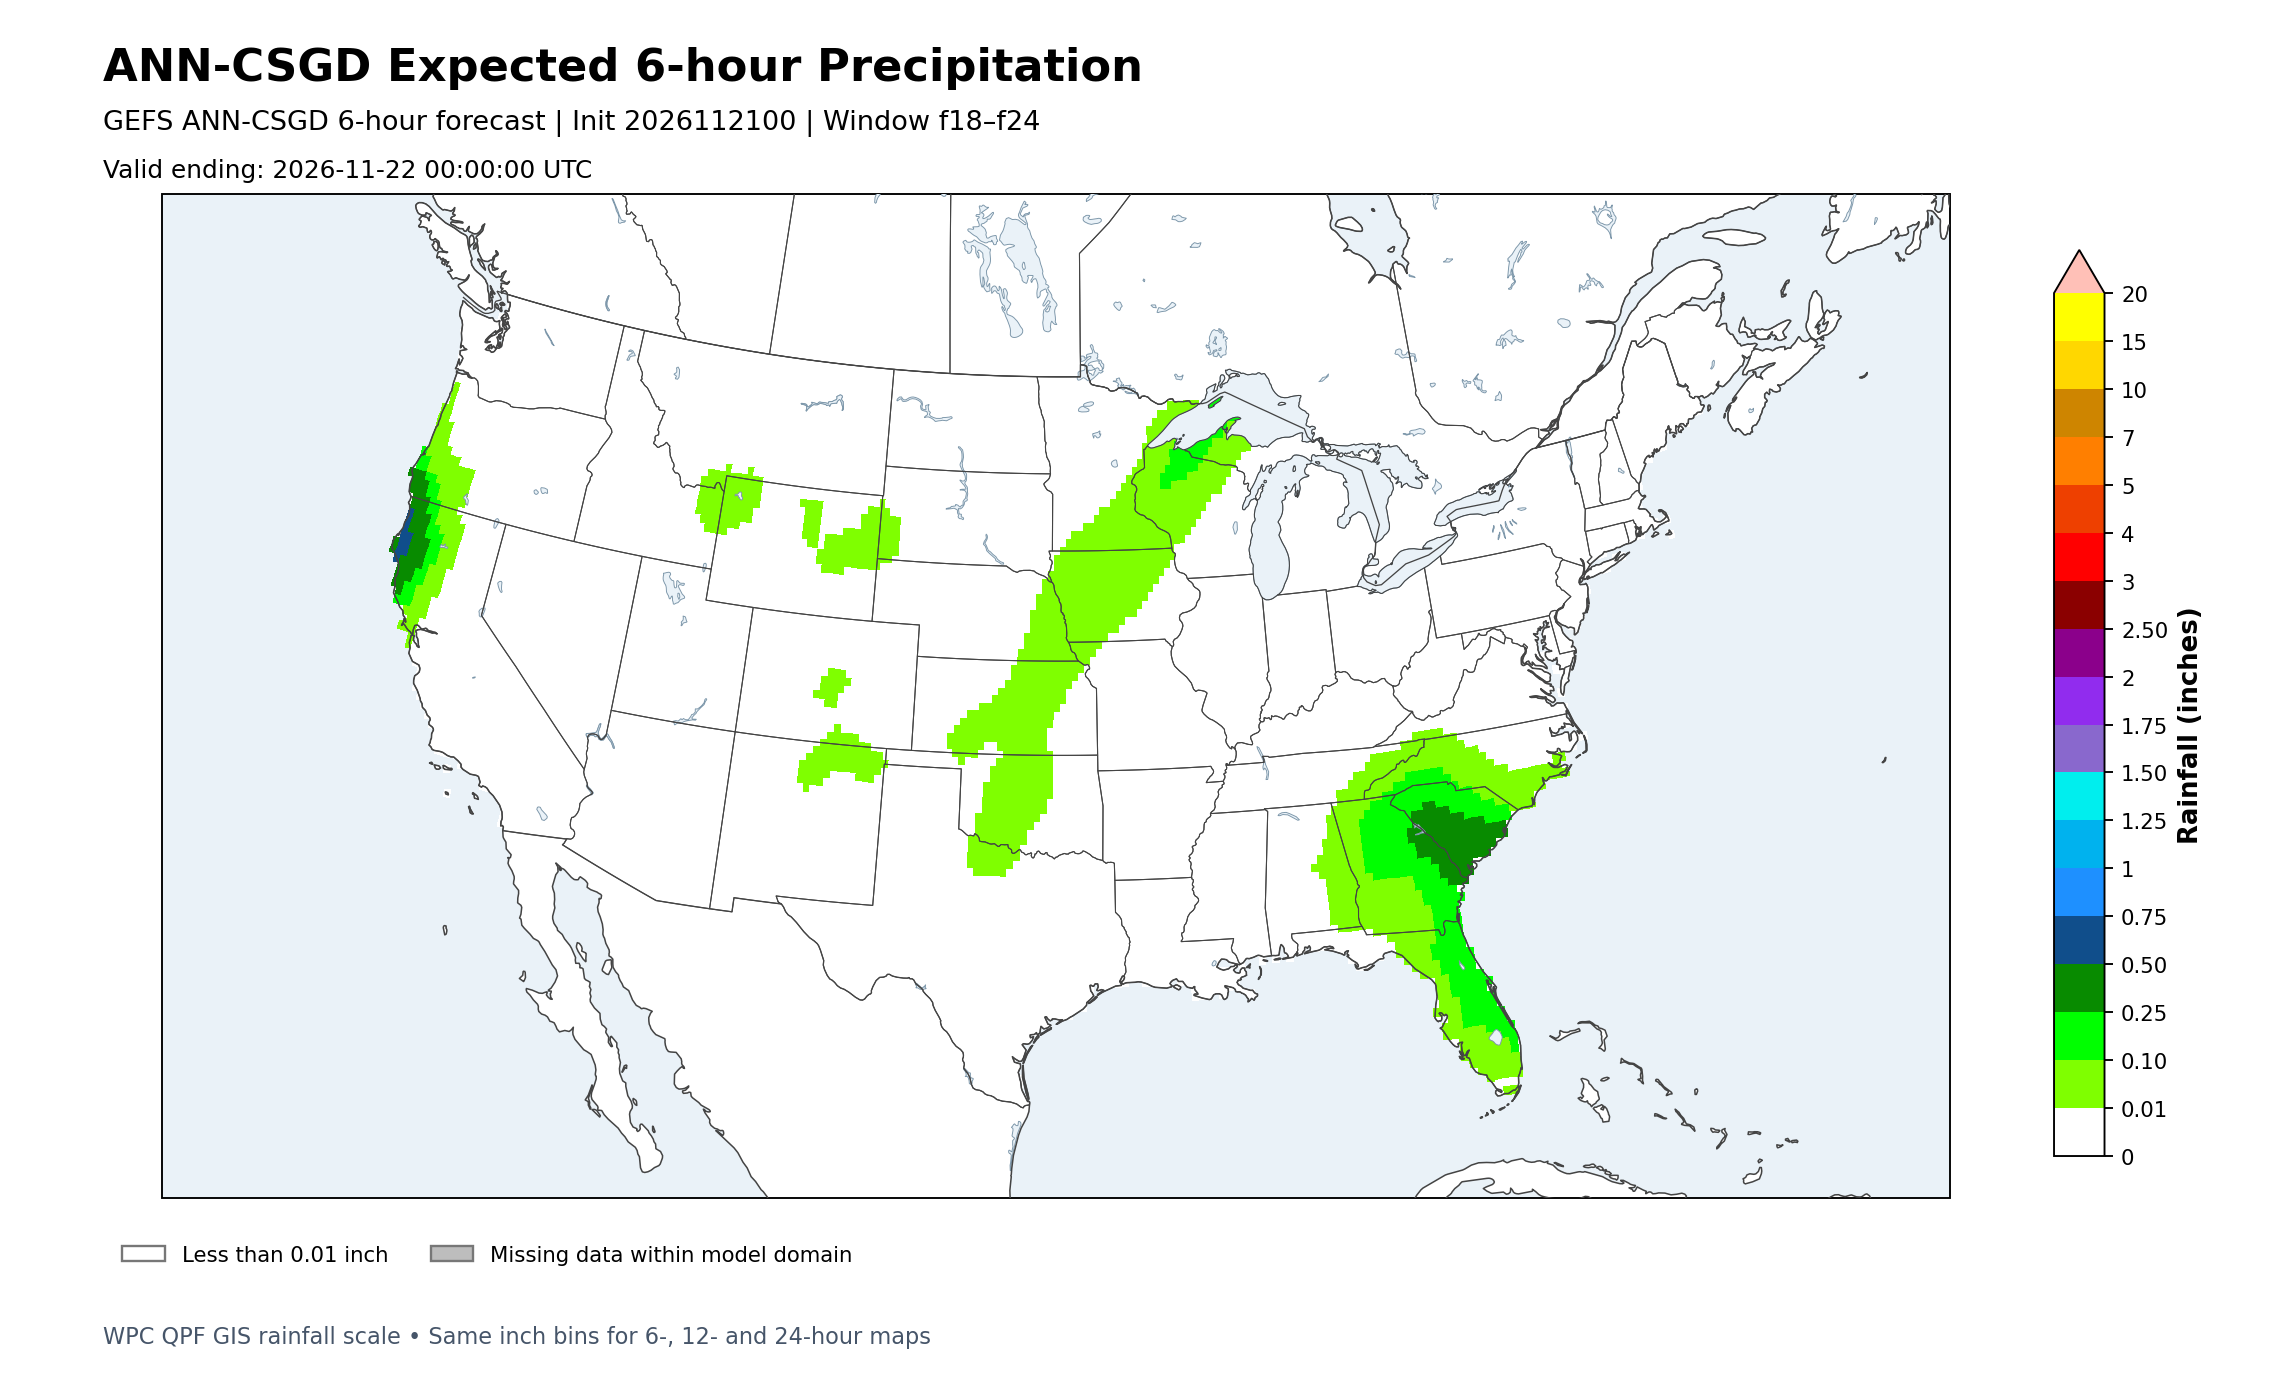 ANN-CSGD Expected 6-hour Precipitation
GEFS ANN-CSGD 6-hour forecast | Init 2026112100 | Window f18–f24
Valid ending: 2026-11-22 00:00:00 UTC
20
15
10
7
5
4
3
2.50
2
1.75
1.50
1.25
1
0.75
0.50
0.25
0.10
0.01
0
Rainfall (inches)
Less than 0.01 inch
Missing data within model domain
WPC QPF GIS rainfall scale • Same inch bins for 6-, 12- and 24-hour maps